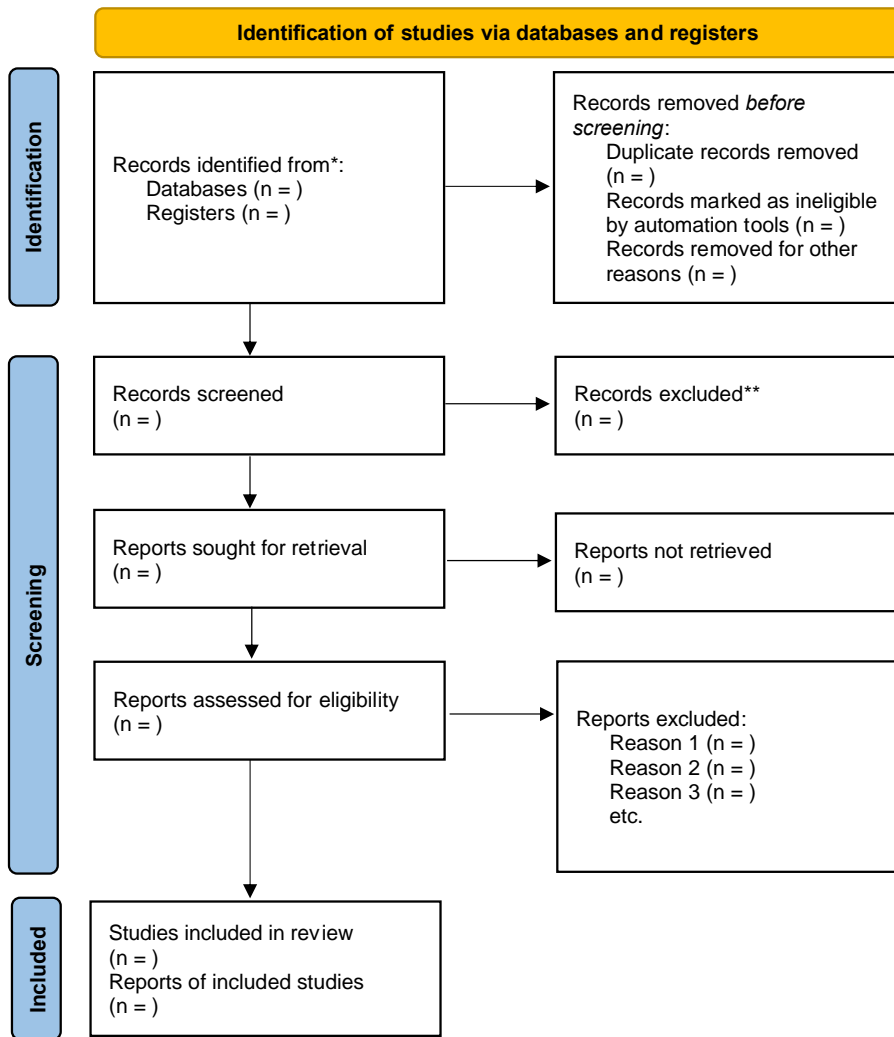 Identification of studies via databases and registers
Identification
Records identified from*:
Databases (n = )
Registers (n = )
Records removed before
screening:
Duplicate records removed
(n = )
Records marked as ineligible
by automation tools (n = )
Records removed for other
reasons (n = )
Screening
Records screened
(n = )
Records excluded**
(n = )
Reports sought for retrieval
(n = )
Reports not retrieved
(n = )
Reports assessed for eligibility
(n = )
Reports excluded:
Reason 1 (n = )
Reason 2 (n = )
Reason 3 (n = )
etc.
Included
Studies included in review
(n = )
Reports of included studies
(n = )